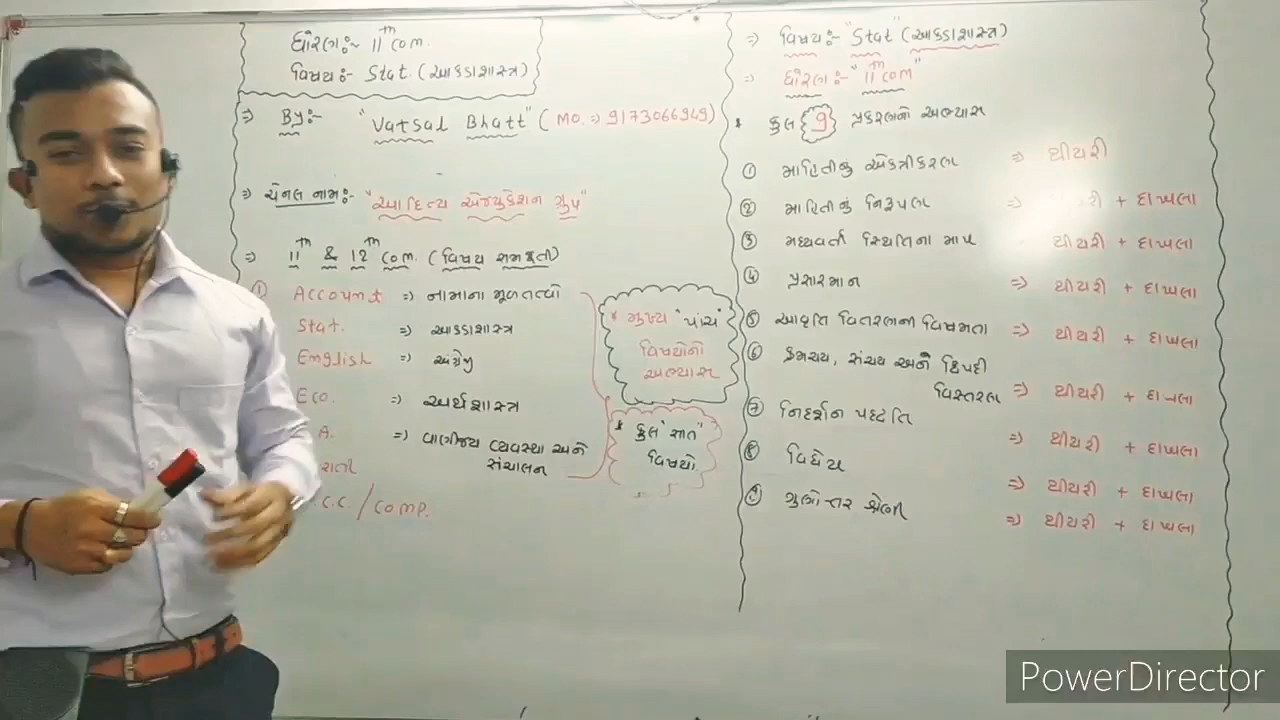 ધોરણ:- 11th com.
વિષય:- Stat. (આંકડાશાસ્ત્ર)
⇒ By:- "Vatsal Bhatt" (MO. ⇒ 9173066949)
⇒ ચેનલ નામ:- "આદિત્ય એજ્યુકેશન ગ્રુપ"
⇒ 11th & 12th com. (વિષય સમજુતી)
① Account ⇒ નામાના મૂળતત્વો
Stat. ⇒ આંકડાશાસ્ત્ર
English ⇒ અંગ્રેજી
Eco. ⇒ અર્થશાસ્ત્ર
A. ⇒ વાણીજ્ય વ્યવસ્થા અને
સંચાલન
C.C. / comp.
* મુખ્ય "પાંચ"
વિષયોનો
અભ્યાસ
* કુલ "સાત"
વિષયો
⇒ વિષય:- "Stat" (આંકડાશાસ્ત્ર)
⇒ ધોરણ:- "11th com"
* કુલ 9 પ્રકરણનો અભ્યાસ
① માહિતીનું એકત્રીકરણ ⇒ થીયરી
② માહિતીનું નિરૂપણ ⇒ રી + દાખલા
③ મધ્યવર્તી સ્થિતિના માપ થીયરી + દાખલા
④ પ્રસારમાન ⇒ થીયરી + દાખલા
⑤ આવૃત્તિ વિતરણની વિષમતા ⇒ થીયરી + દાખલા
⑥ ક્રમચય, સંચય અને દ્વિપદી
વિસ્તરણ ⇒ થીયરી + દાખલા
⑦ નિદર્શન પદ્ધતિ ⇒ થીયરી + દાખલા
⑧ વિધેય ⇒ થીયરી + દાખલા
⑨ ગુણોત્તર શ્રેણી ⇒ થીયરી + દાખલા
PowerDirector